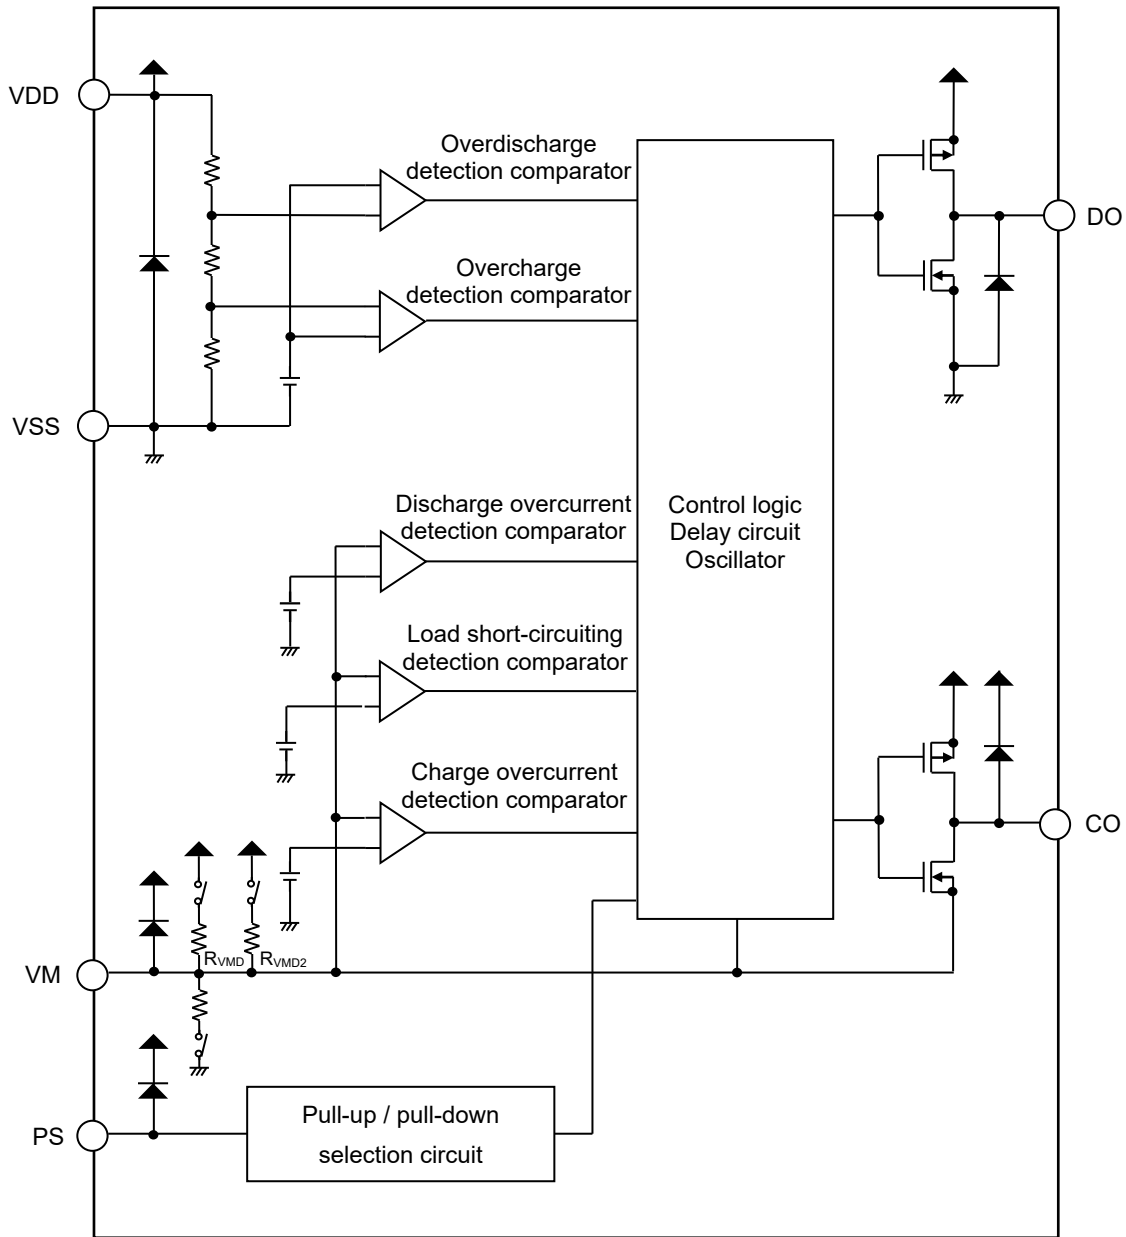 VDD
Overdischarge
detection comparator
DO
Overcharge
detection comparator
VSS
Discharge overcurrent
detection comparator
Control logic
Delay circuit
Oscillator
Load short-circuiting
detection comparator
Charge overcurrent
detection comparator
CO
RVMD
RVMD2
VM
PS
Pull-up / pull-down
selection circuit